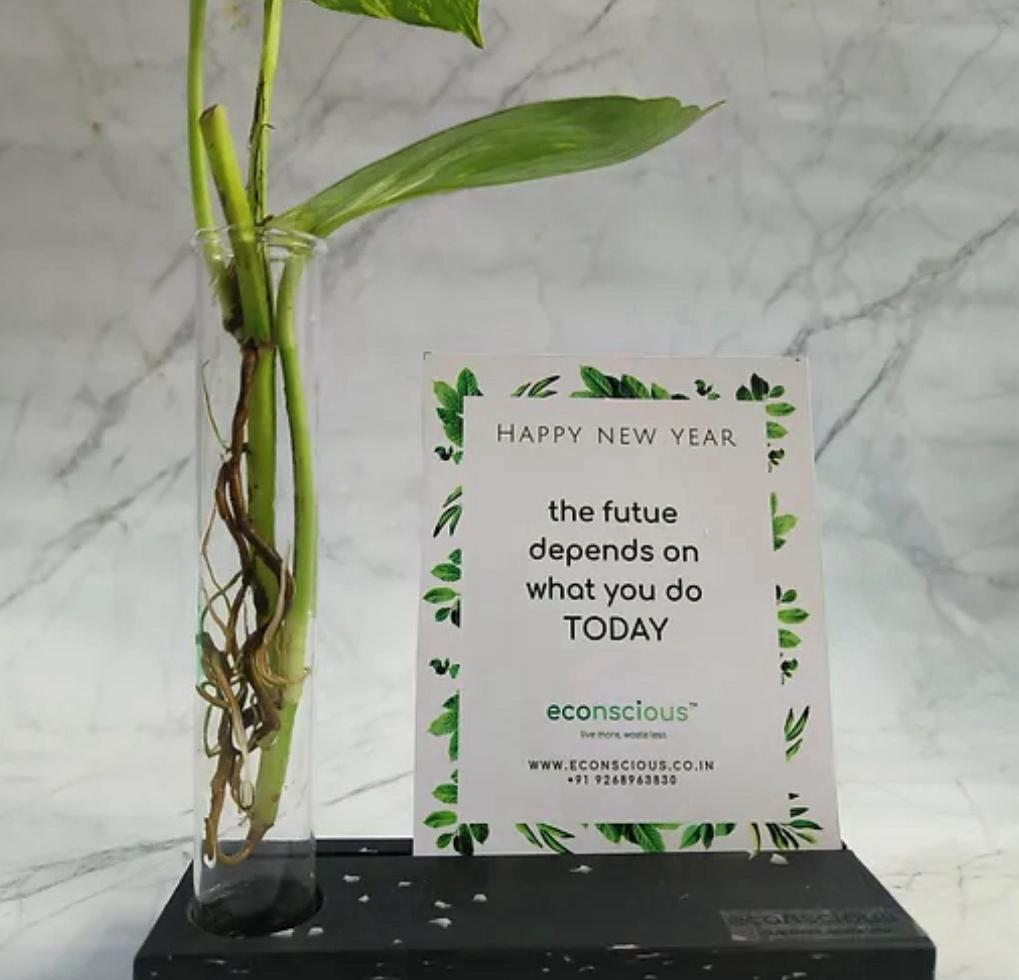 HAPPY NEW YEAR
the futue
depends on
what you do
TODAY
econscious™
live more, waste less.
WWW.ECONSCIOUS.CO.IN
+91 9268963830
econscious